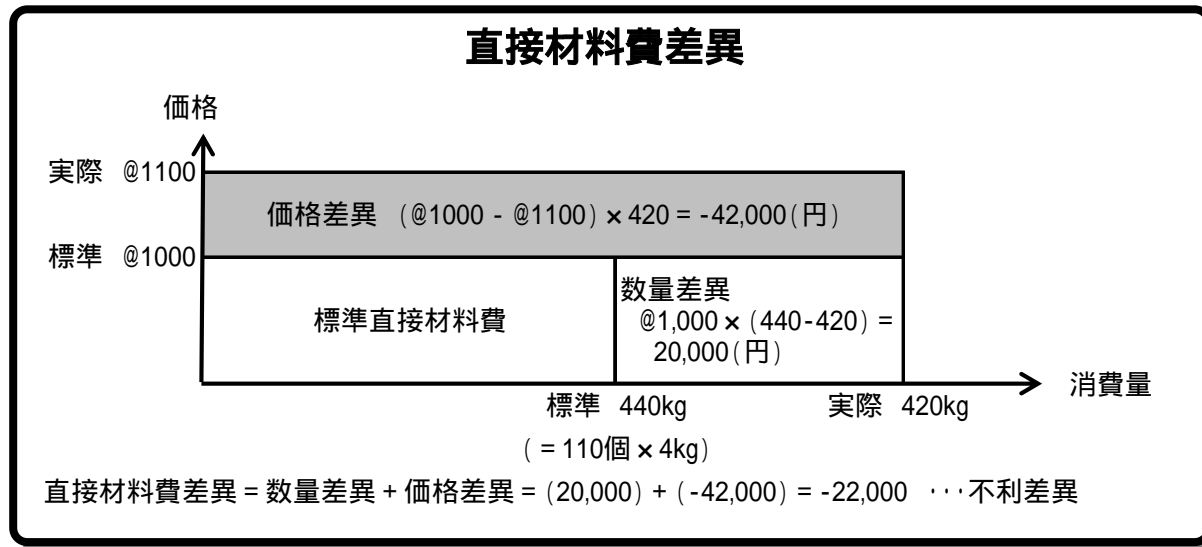 直接材料費差異
価格
実際 @1100
価格差異 (@1000 - @1100) × 420 = -42,000(円)
標準 @1000
標準直接材料費
数量差異
@1,000 × (440-420) =
20,000(円)
消費量
標準 440kg
実際 420kg
( = 110個 × 4kg)
直接材料費差異 = 数量差異 + 価格差異 = (20,000) + (-42,000) = -22,000 ···不利差異